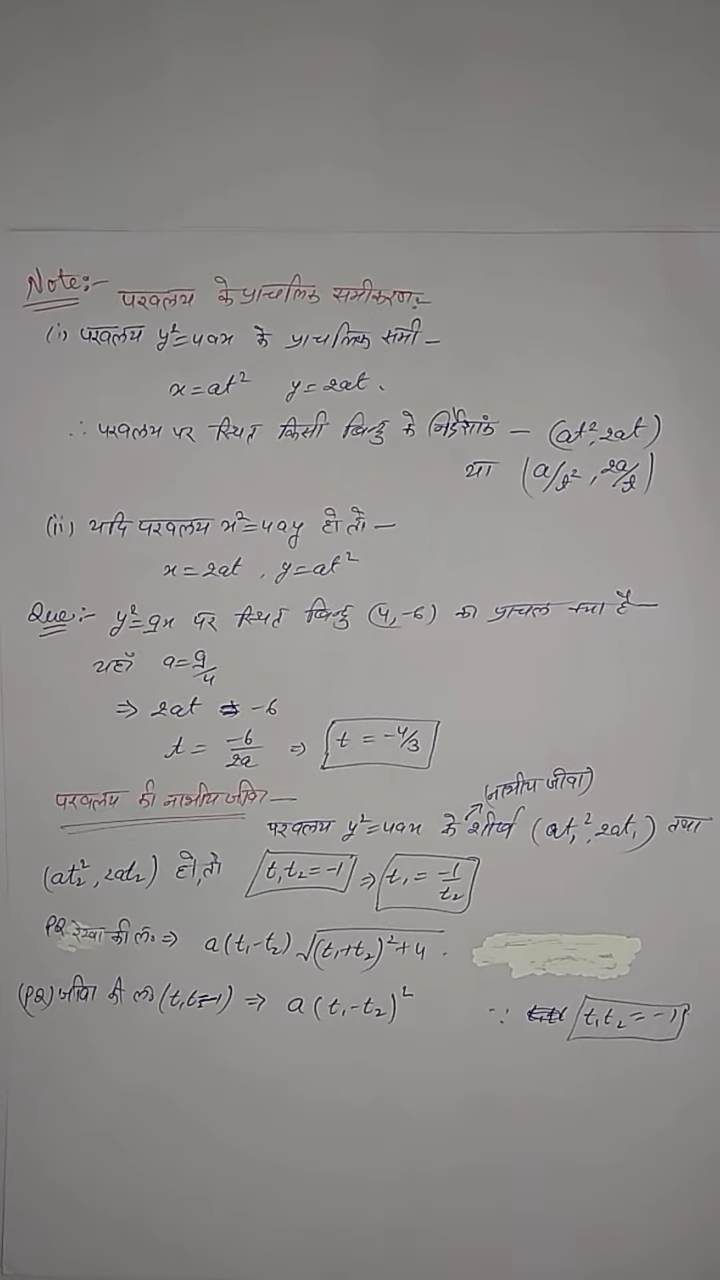 Note:- परवलय के प्राचलिक समीकरण:-
(i) परवलय y²=4ax के प्राचलिक समी -
x=at² y=2at.
∴ परवलय पर स्थित किसी बिन्दु के निर्देशांक - (at², 2at)
या (a/t², 2a/t)
(ii) यदि परवलय x²=4ay हो तो -
x=2at, y=at²
Que:- y²=9x पर स्थित बिन्दु (4,-6) का प्राचल क्या है -
यहाँ a=9/4
⇒ 2at = -6
t = -6/2a ⇒ t = -4/3
परवलय की नाभीय जीवा -
(नाभीय जीवा)
परवलय y²=4ax के शीर्ष (at₁², 2at₁) तथा
(at₂², 2at₂) हो, तो t₁t₂=-1 ⇒ t₁ = -1/t₂
PQ रेखा की ल० ⇒ a(t₁-t₂) √(t₁+t₂)²+4 .
(PQ) जीवा की ल० (t₁t₂=-1) ⇒ a(t₁-t₂)² ∵ t₁t₂ = -1